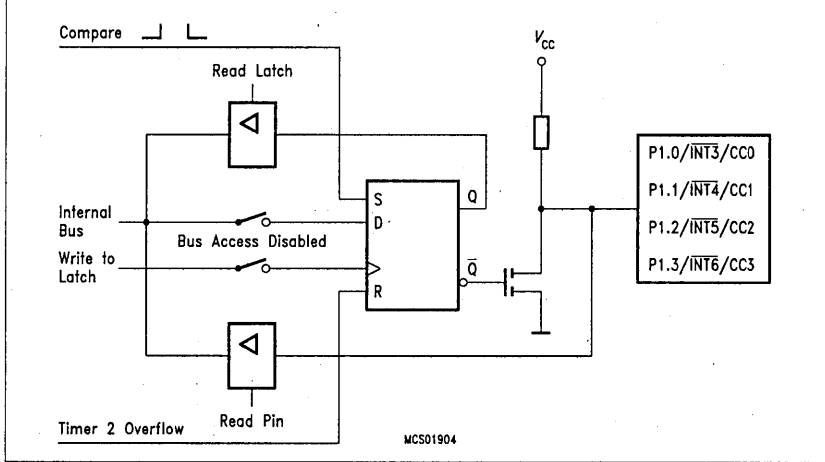 Compare
V_CC
Read Latch
P1.0/INT3/CC0
P1.1/INT4/CC1
P1.2/INT5/CC2
P1.3/INT6/CC3
S
Q
D
R
Q̅
Internal
Bus
Bus Access Disabled
Write to
Latch
Read Pin
Timer 2 Overflow
MCS01904